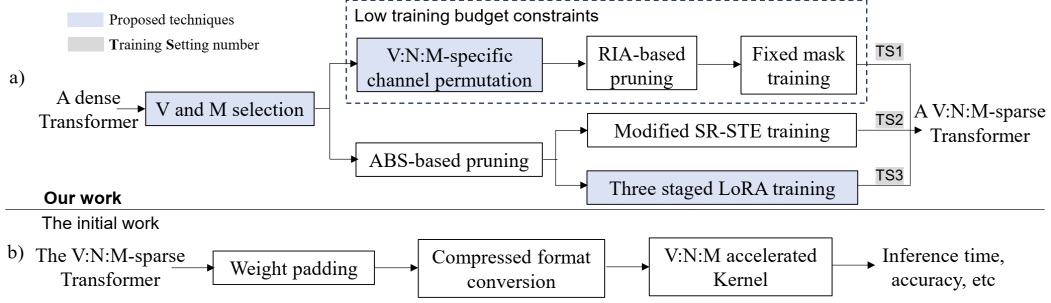 Proposed techniques
Training Setting number
Low training budget constraints
a)
A dense
Transformer
V and M selection
V:N:M-specific
channel permutation
RIA-based
pruning
Fixed mask
training
TS1
ABS-based pruning
Modified SR-STE training
TS2
Three staged LoRA training
TS3
A V:N:M-sparse
Transformer
Our work
The initial work
b)
The V:N:M-sparse
Transformer
Weight padding
Compressed format
conversion
V:N:M accelerated
Kernel
Inference time,
accuracy, etc